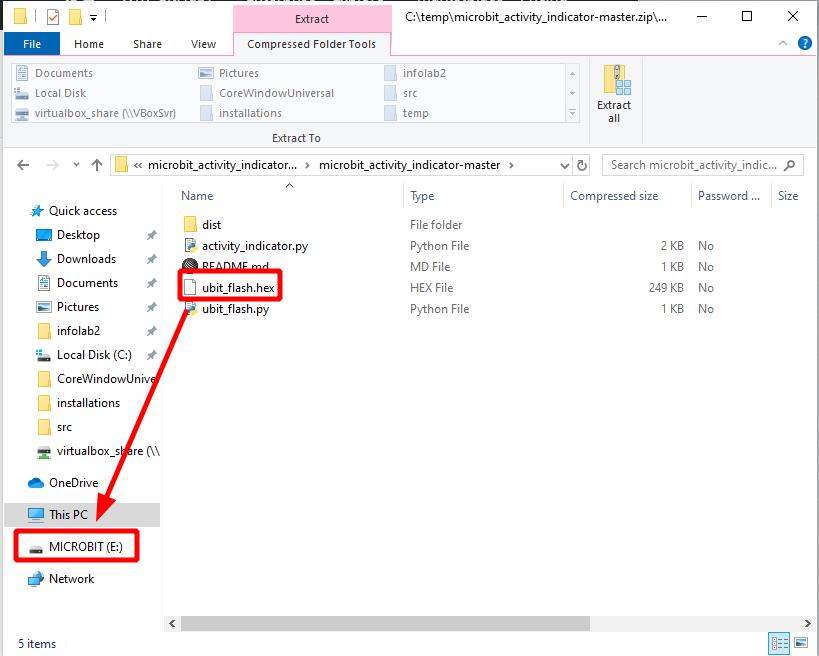 Extract
C:\temp\microbit_activity_indicator-master.zip\...
File
Home
Share
View
Compressed Folder Tools
Documents
Pictures
infolab2
Local Disk
CoreWindowUniversal
src
virtualbox_share (\\VBoxSvr)
installations
temp
Extract To
Extract
all
« microbit_activity_indicator... › microbit_activity_indicator-master ›
Search microbit_activity_indic...
Name
Type
Compressed size
Password ...
Size
dist
File folder
activity_indicator.py
Python File
2 KB
No
README.md
MD File
1 KB
No
ubit_flash.hex
HEX File
249 KB
No
ubit_flash.py
Python File
1 KB
No
Quick access
Desktop
Downloads
Documents
Pictures
infolab2
Local Disk (C:)
CoreWindowUnive
installations
src
virtualbox_share (\\
OneDrive
This PC
MICROBIT (E:)
Network
5 items